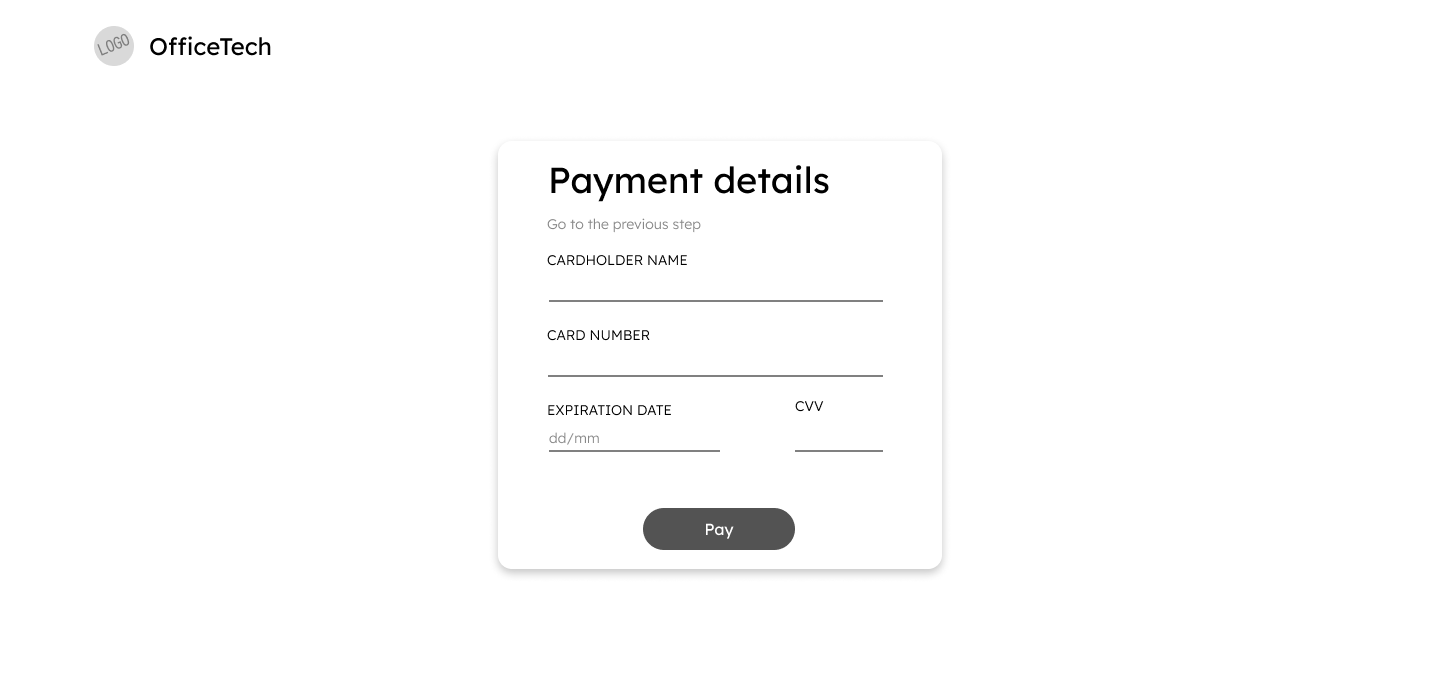 LOGO
OfficeTech
Payment details
Go to the previous step
CARDHOLDER NAME
CARD NUMBER
EXPIRATION DATE
CVV
dd/mm
Pay